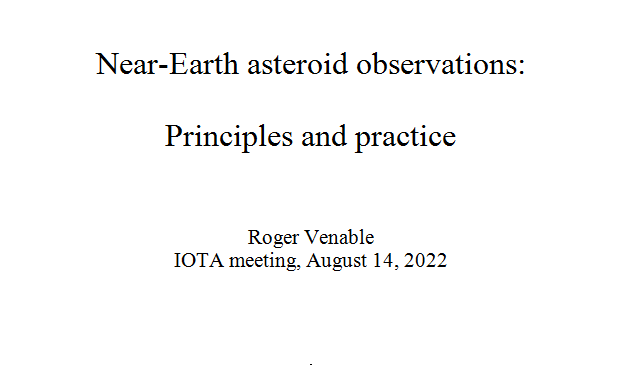 Near-Earth asteroid observations:
Principles and practice
Roger Venable
IOTA meeting, August 14, 2022